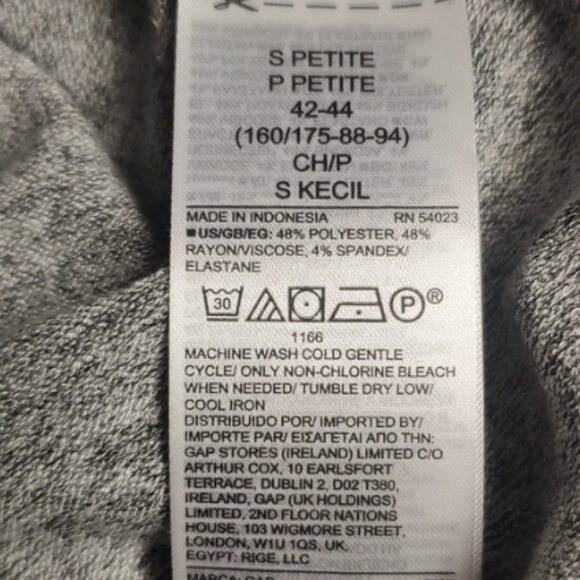 S PETITE
P PETITE
42-44
(160/175-88-94)
CH/P
S KECIL
MADE IN INDONESIA RN 54023
■US/GB/EG: 48% POLYESTER, 48%
RAYON/VISCOSE, 4% SPANDEX/
ELASTANE
30 P®
1166
MACHINE WASH COLD GENTLE
CYCLE/ ONLY NON-CHLORINE BLEACH
WHEN NEEDED/ TUMBLE DRY LOW/
COOL IRON
DISTRIBUIDO POR/ IMPORTED BY/
IMPORTE PAR/ ΕΙΣΑΓΕΤΑΙ ΑΠΟ ΤΗΝ:
GAP STORES (IRELAND) LIMITED C/O
ARTHUR COX, 10 EARLSFORT
TERRACE, DUBLIN 2, D02 T380,
IRELAND, GAP (UK HOLDINGS)
LIMITED, 2ND FLOOR NATIONS
HOUSE, 103 WIGMORE STREET,
LONDON, W1U 1QS, UK,
EGYPT: RIGE, LLC